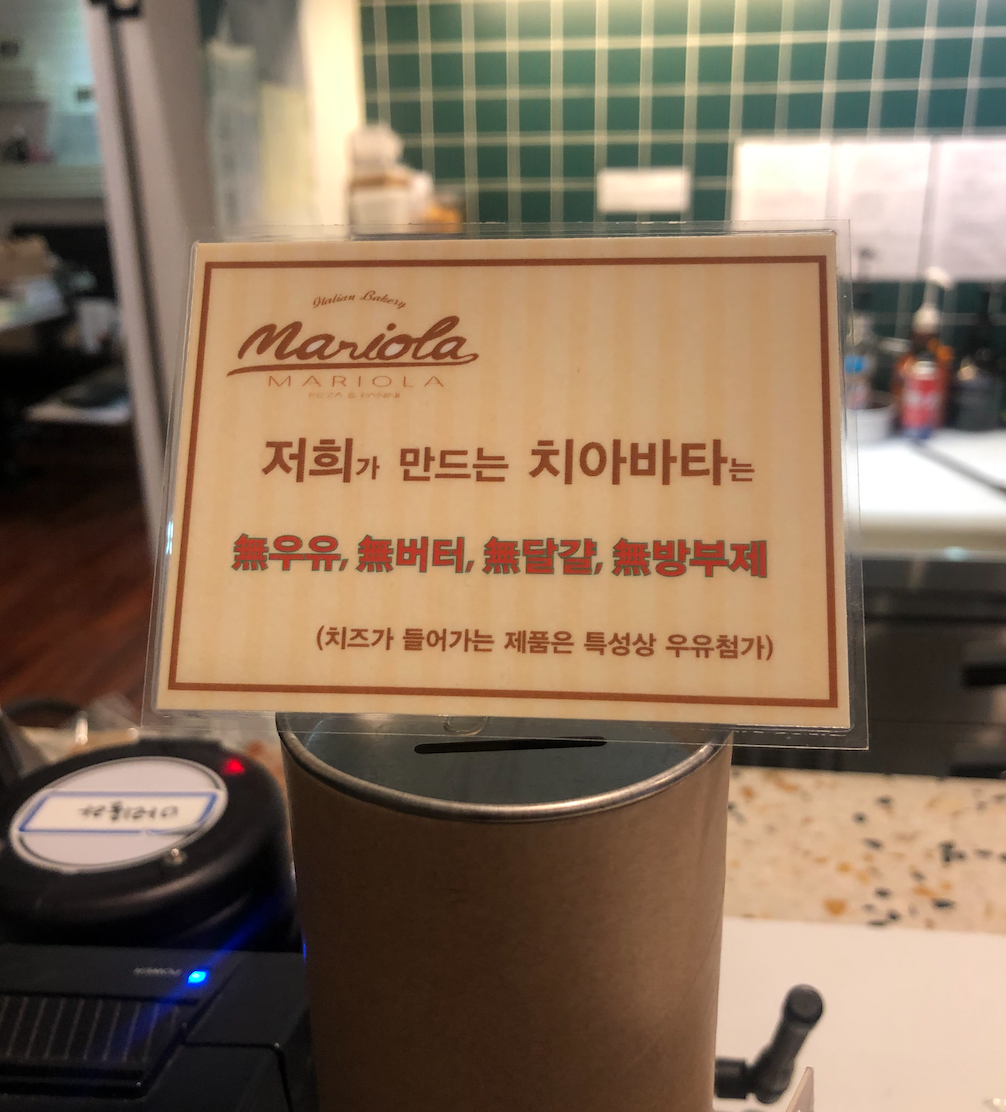 Italian Bakery
Mariola
MARIOLA
PIZZA & PANINI
저희가 만드는 치아바타는
無우유, 無버터, 無달걀, 無방부제
(치즈가 들어가는 제품은 특성상 우유첨가)
POWER